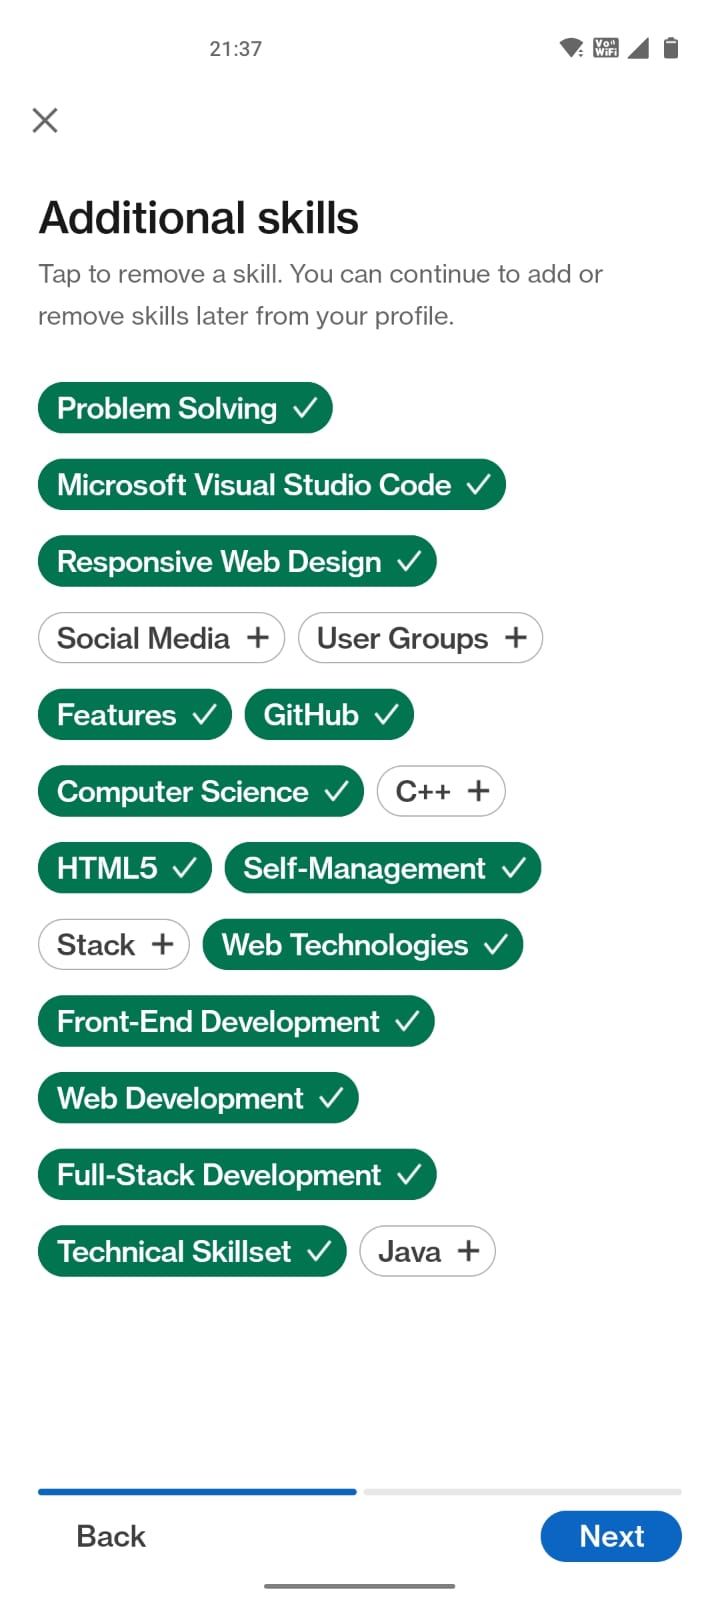 21:37
Vo WiFi
Additional skills
Tap to remove a skill. You can continue to add or
remove skills later from your profile.
Problem Solving
Microsoft Visual Studio Code
Responsive Web Design
Social Media + User Groups +
Features GitHub
Computer Science C++ +
HTML5 Self-Management
Stack + Web Technologies
Front-End Development
Web Development
Full-Stack Development
Technical Skillset Java +
Back Next